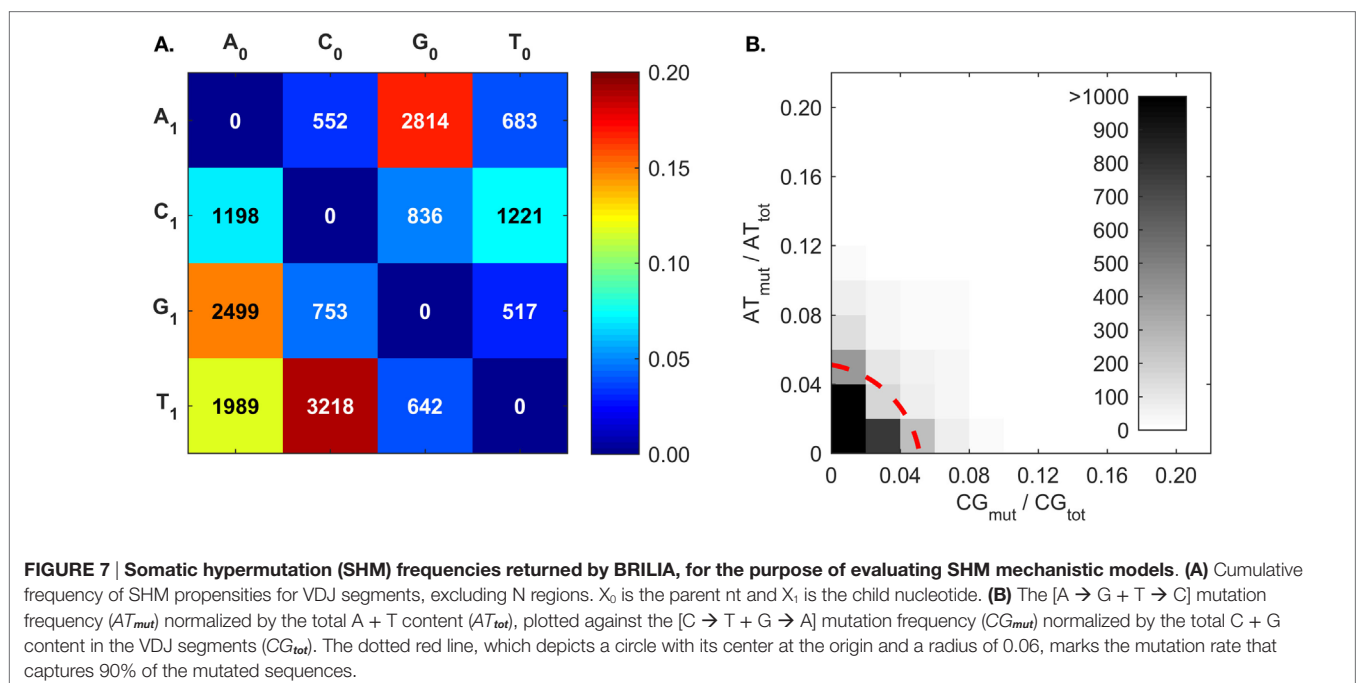 A.
A₀ C₀ G₀ T₀
A₁ 0 552 2814 683
C₁ 1198 0 836 1221
G₁ 2499 753 0 517
T₁ 1989 3218 642 0
0.20
0.15
0.10
0.05
0.00
B.
AT_mut / AT_tot
0.20
0.16
0.12
0.08
0.04
0
0 0.04 0.08 0.12 0.16 0.20
CG_mut / CG_tot
>1000
900
800
700
600
500
400
300
200
100
0
FIGURE 7 | Somatic hypermutation (SHM) frequencies returned by BRILIA, for the purpose of evaluating SHM mechanistic models. (A) Cumulative
frequency of SHM propensities for VDJ segments, excluding N regions. X₀ is the parent nt and X₁ is the child nucleotide. (B) The [A → G + T → C] mutation
frequency (AT_mut) normalized by the total A + T content (AT_tot), plotted against the [C → T + G → A] mutation frequency (CG_mut) normalized by the total C + G
content in the VDJ segments (CG_tot). The dotted red line, which depicts a circle with its center at the origin and a radius of 0.06, marks the mutation rate that
captures 90% of the mutated sequences.